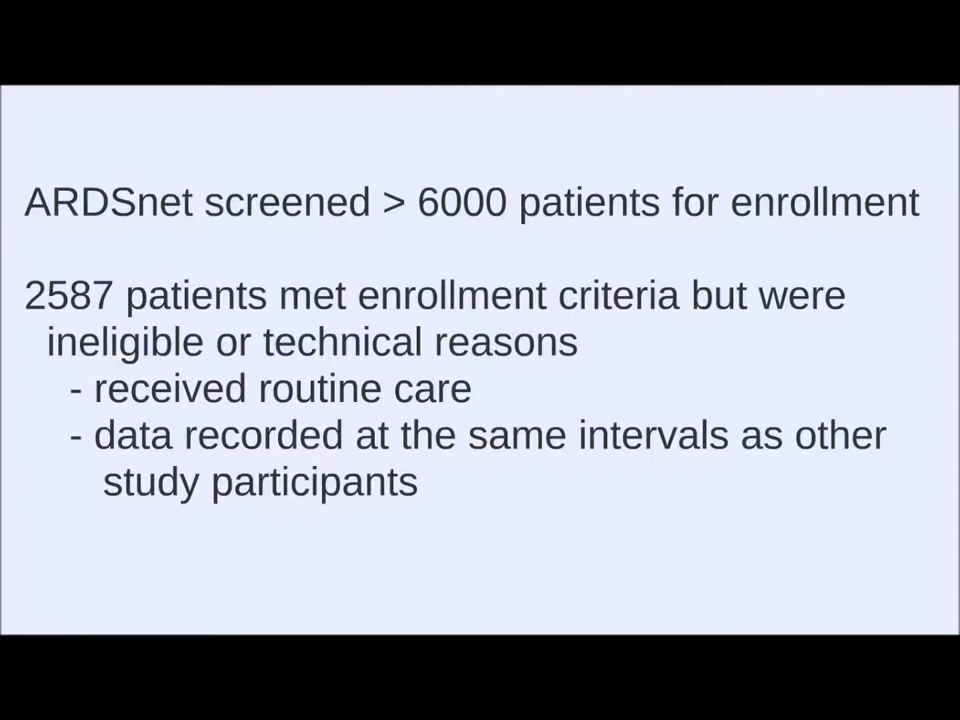 ARDSnet screened > 6000 patients for enrollment
2587 patients met enrollment criteria but were
ineligible or technical reasons
- received routine care
- data recorded at the same intervals as other
study participants